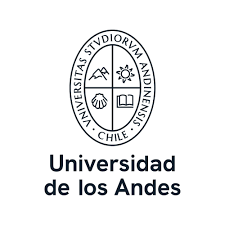 UNIVERSITAS STVDIORVM ANDINENSIS
· CHILE ·
Universidad
de los Andes